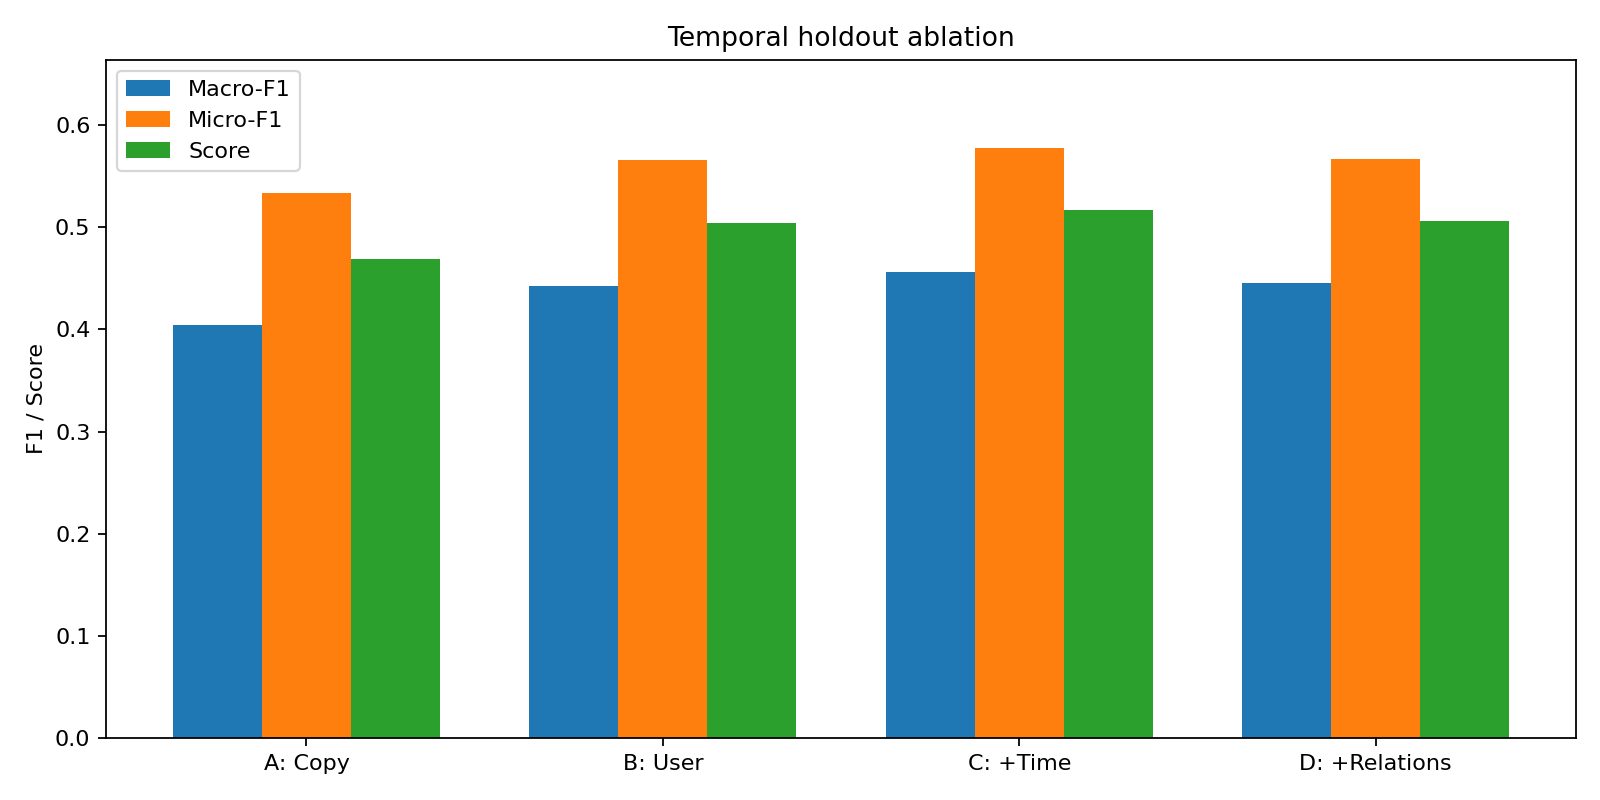 Temporal holdout ablation
Macro-F1
Micro-F1
Score
F1 / Score
0.6
0.5
0.4
0.3
0.2
0.1
0.0
A: Copy
B: User
C: +Time
D: +Relations